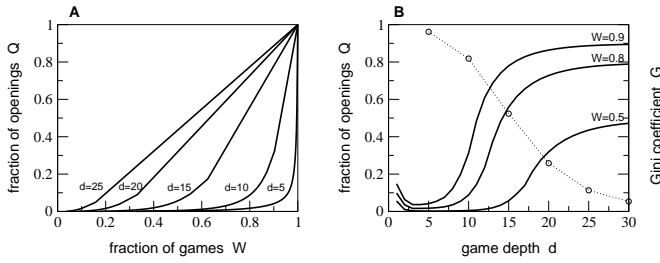 A
fraction of openings Q
1
0.8
0.6
0.4
0.2
0
d=25
d=20
d=15
d=10
d=5
0
0.2
0.4
0.6
0.8
1
fraction of games W
B
fraction of openings Q
1
0.8
0.6
0.4
0.2
0
W=0.9
W=0.8
W=0.5
0
5
10
15
20
25
30
game depth d
Gini coefficient G